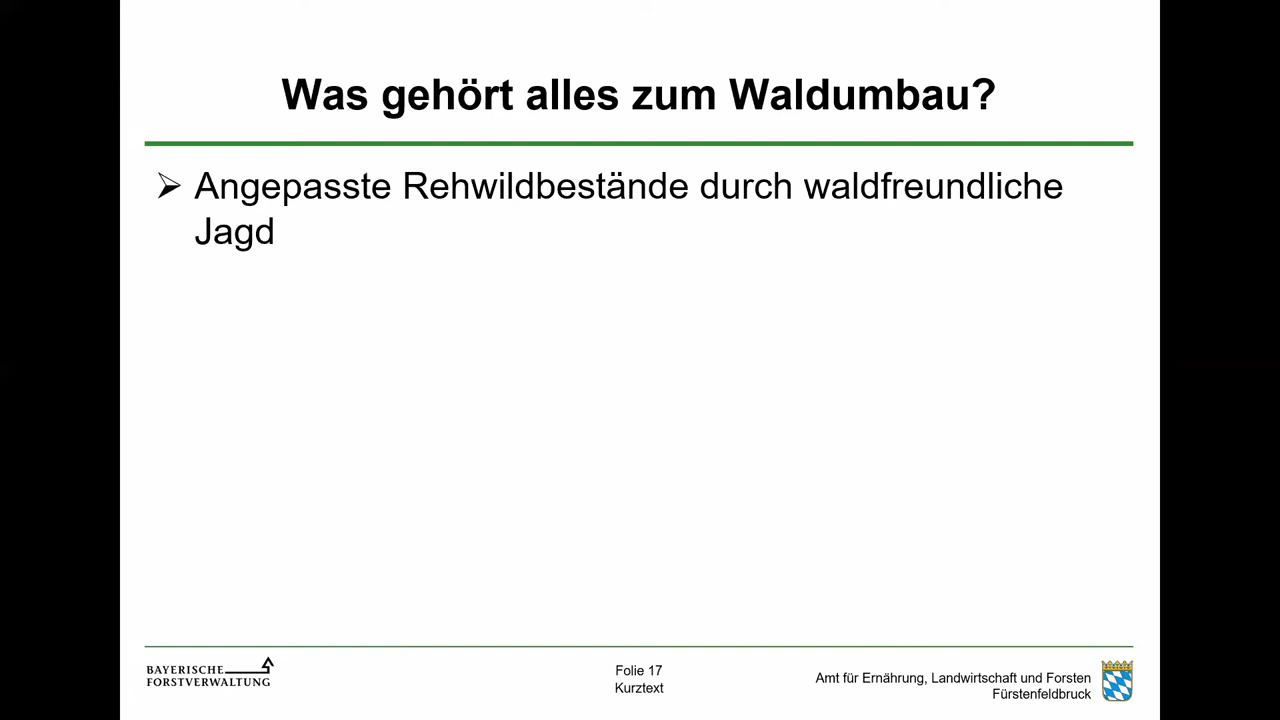 Was gehört alles zum Waldumbau?
Angepasste Rehwildbestände durch waldfreundliche
Jagd
BAYERISCHE
FORSTVERWALTUNG
Folie 17
Kurztext
Amt für Ernährung, Landwirtschaft und Forsten
Fürstenfeldbruck